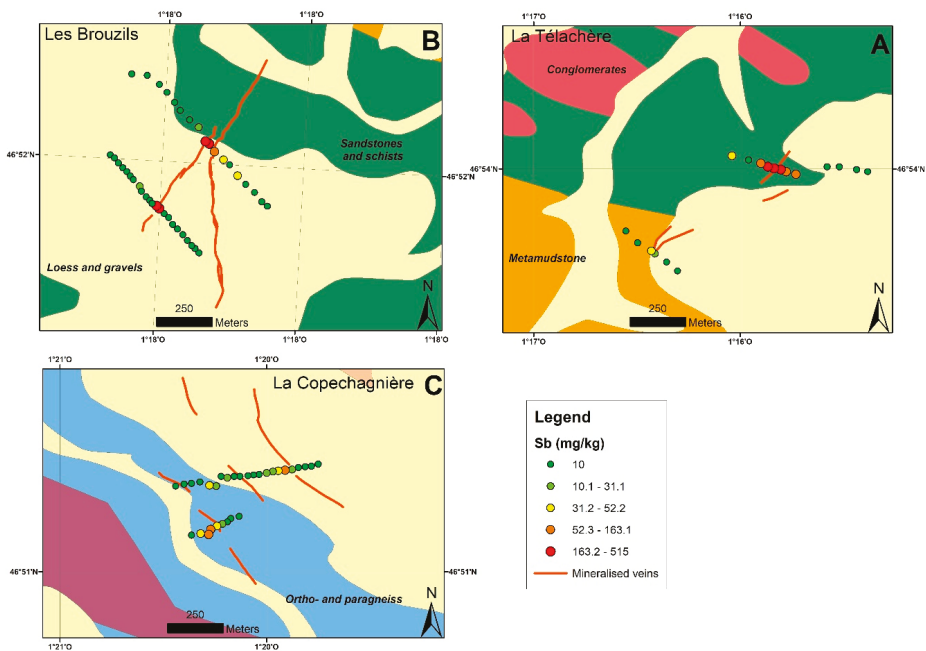 1°18'O
1°18'O
Les Brouzils
B
Sandstones
and schists
46°52'N
46°52'N
Loess and gravels
N
250
Meters
1°18'O
1°18'O
1°18'O
1°17'O
1°16'O
La Télachère
A
Conglomerates
46°54'N
46°54'N
Metamudstone
N
250
Meters
1°17'O
1°16'O
1°21'O
1°20'O
La Copechagnière
C
46°51'N
46°51'N
Ortho- and paragneiss
N
250
Meters
1°21'O
1°20'O
Legend
Sb (mg/kg)
10
10.1 - 31.1
31.2 - 52.2
52.3 - 163.1
163.2 - 515
Mineralised veins